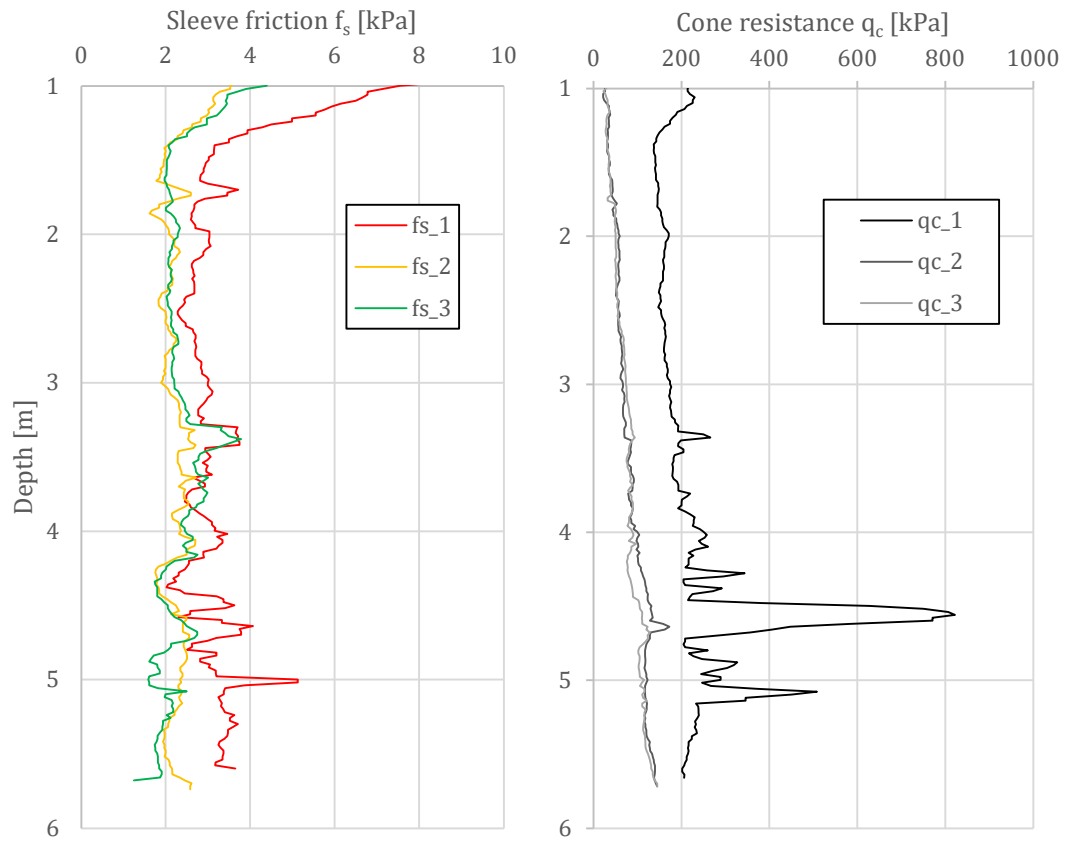 Sleeve friction fs [kPa]
0 2 4 6 8 10
1
2
3
4
5
6
Depth [m]
fs_1
fs_2
fs_3
Cone resistance qc [kPa]
0 200 400 600 800 1000
1
2
3
4
5
6
qc_1
qc_2
qc_3